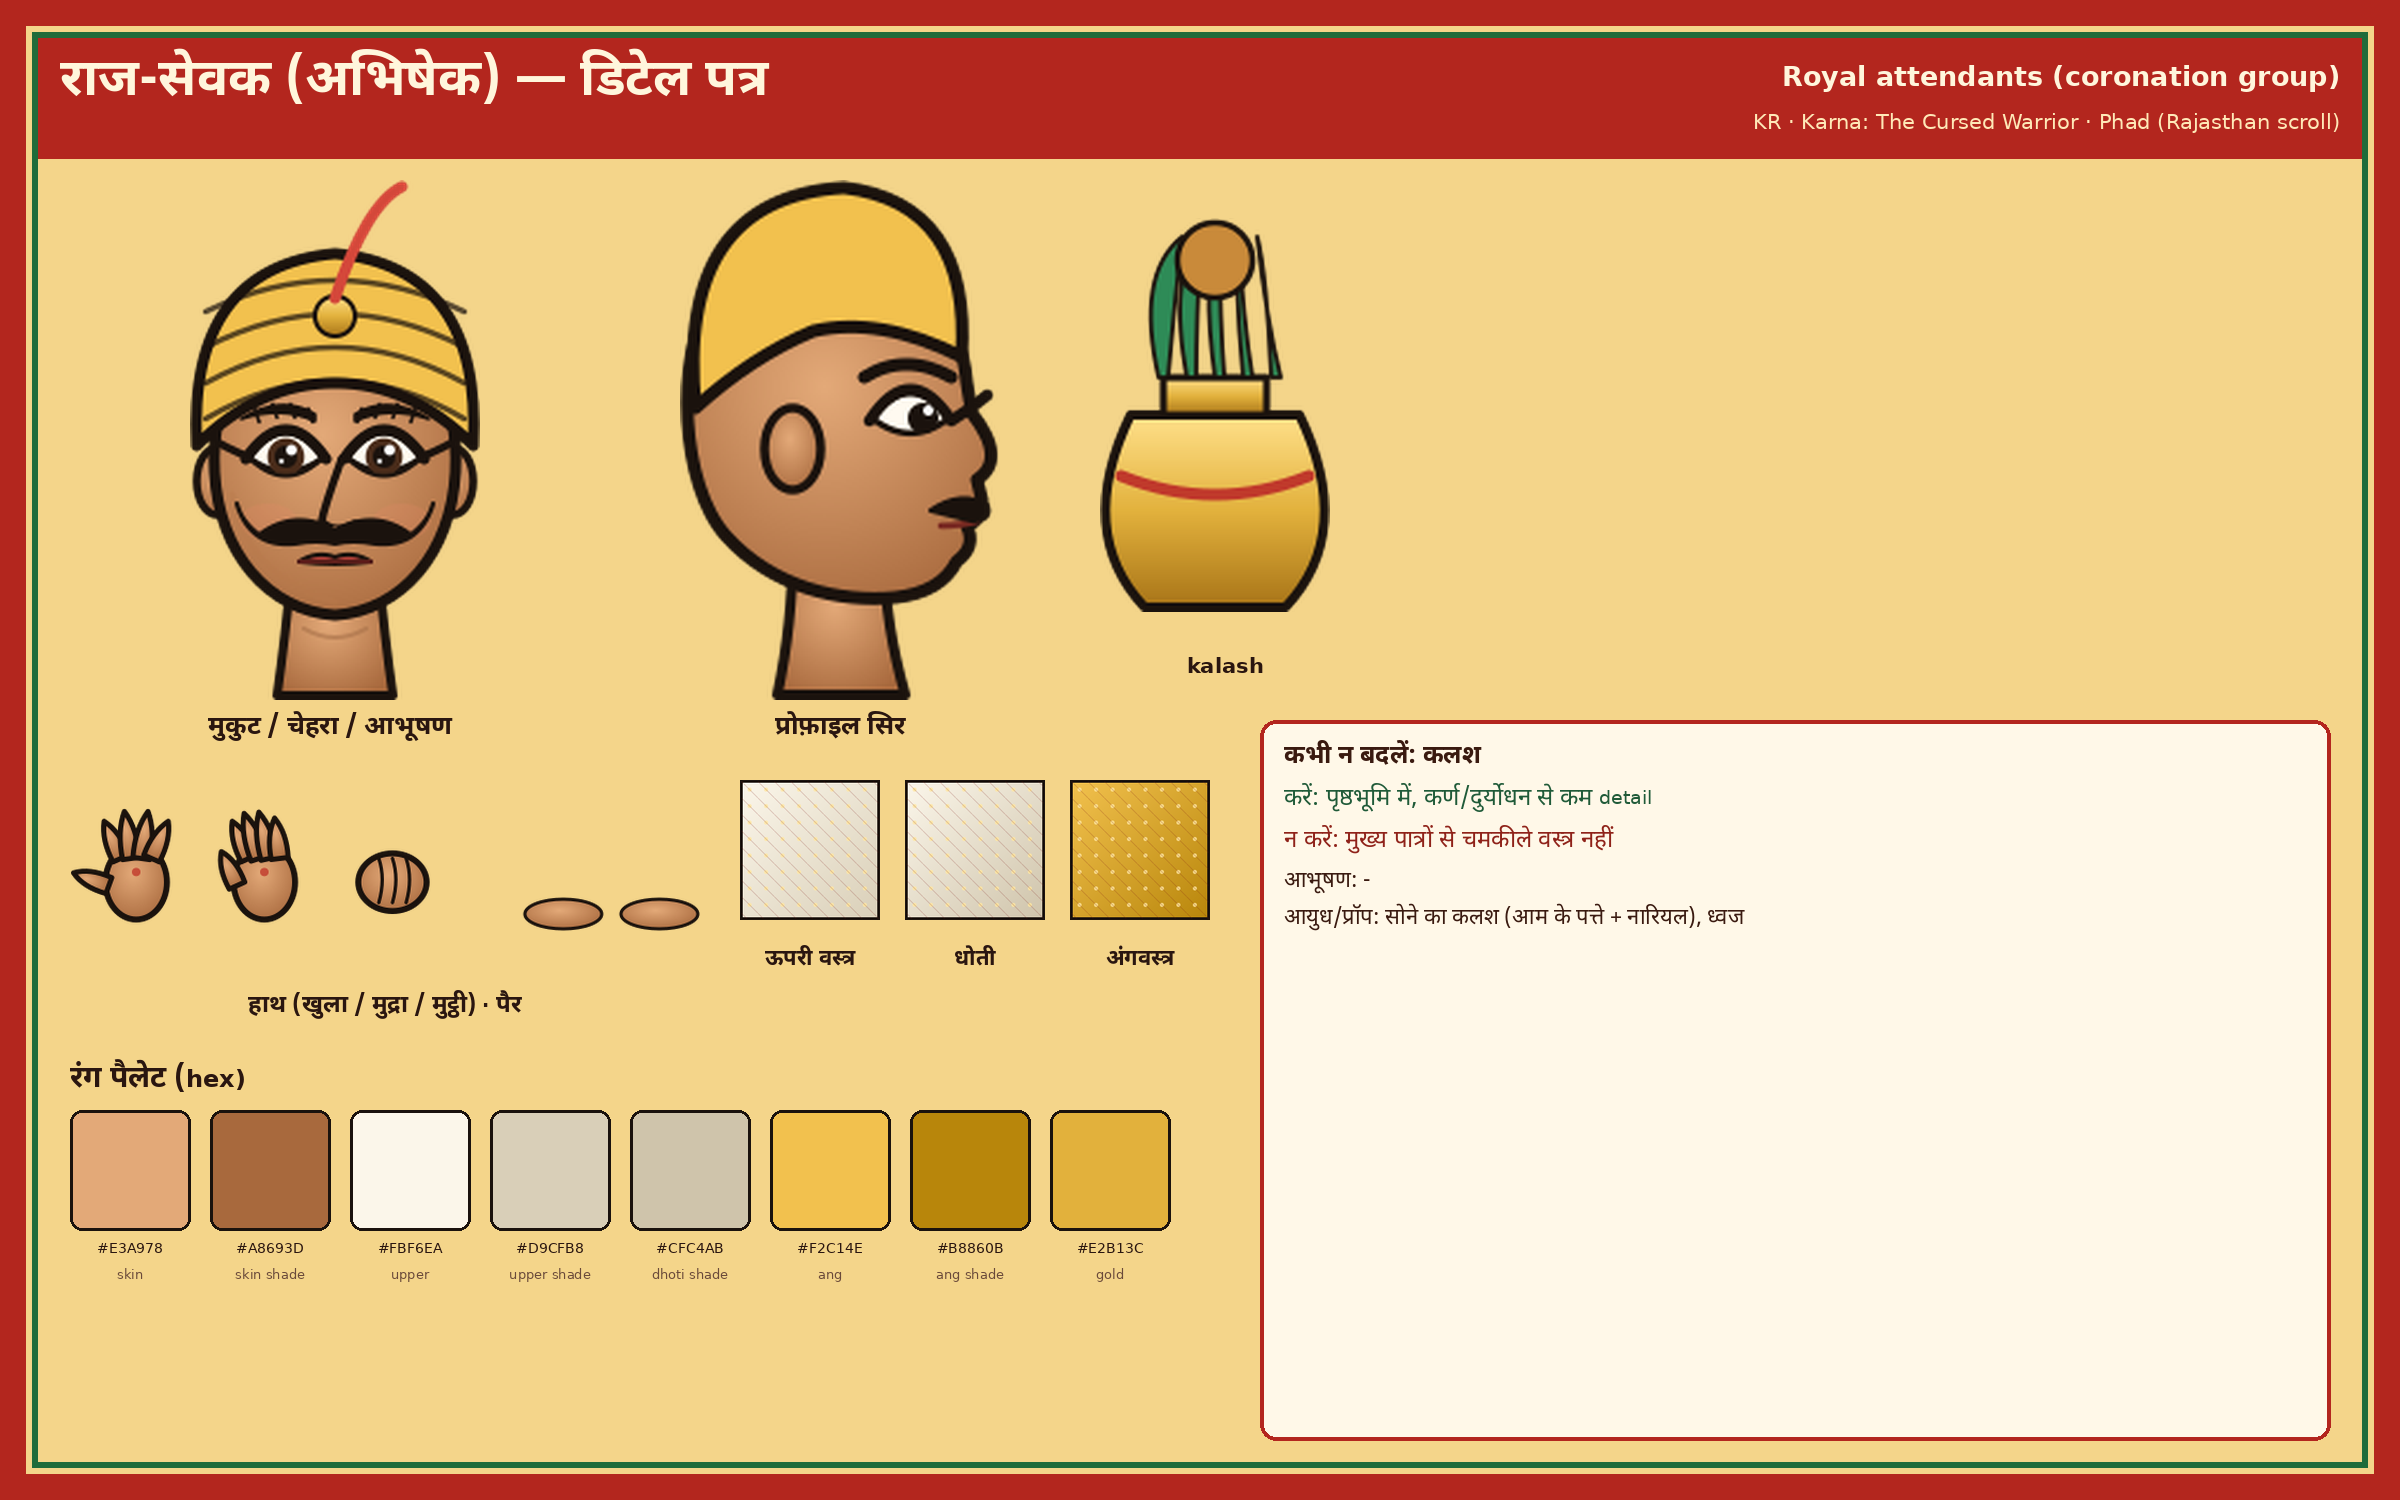 राज-सेवक (अभिषेक) — डिटेल पत्र
Royal attendants (coronation group)
KR · Karna: The Cursed Warrior · Phad (Rajasthan scroll)
kalash
मुकुट / चेहरा / आभूषण
प्रोफ़ाइल सिर
कभी न बदलें: कलश
करें: पृष्ठभूमि में, कर्ण/दुर्योधन से कम detail
न करें: मुख्य पात्रों से चमकीले वस्त्र नहीं
आभूषण: -
आयुध/प्रॉप: सोने का कलश (आम के पत्ते + नारियल), ध्वज
ऊपरी वस्त्र
धोती
अंगवस्त्र
हाथ (खुला / मुद्रा / मुट्ठी) · पैर
रंग पैलेट (hex)
#E3A978
#A8693D
#FBF6EA
#D9CFB8
#CFC4AB
#F2C14E
#B8860B
#E2B13C
skin
skin shade
upper
upper shade
dhoti shade
ang
ang shade
gold